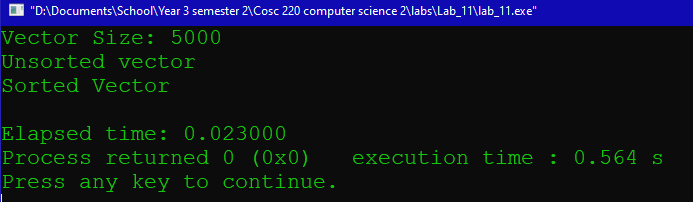 "D:\Documents\School\Year 3 semester 2\Cosc 220 computer science 2\labs\Lab_11\lab_11.exe"
Vector Size: 5000
Unsorted vector
Sorted Vector
Elapsed time: 0.023000
Process returned 0 (0x0)   execution time : 0.564 s
Press any key to continue.